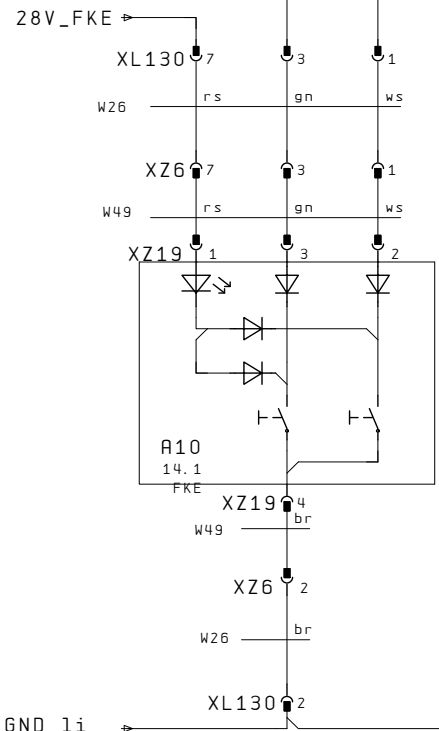 28V_FKE
XL130 7 3 1
W26 rs gn ws
XZ6 7 3 1
W49 rs gn ws
XZ19 1 3 2
A10
14.1
FKE
XZ19 4
W49 br
XZ6 2
W26 br
XL130 2
GND li